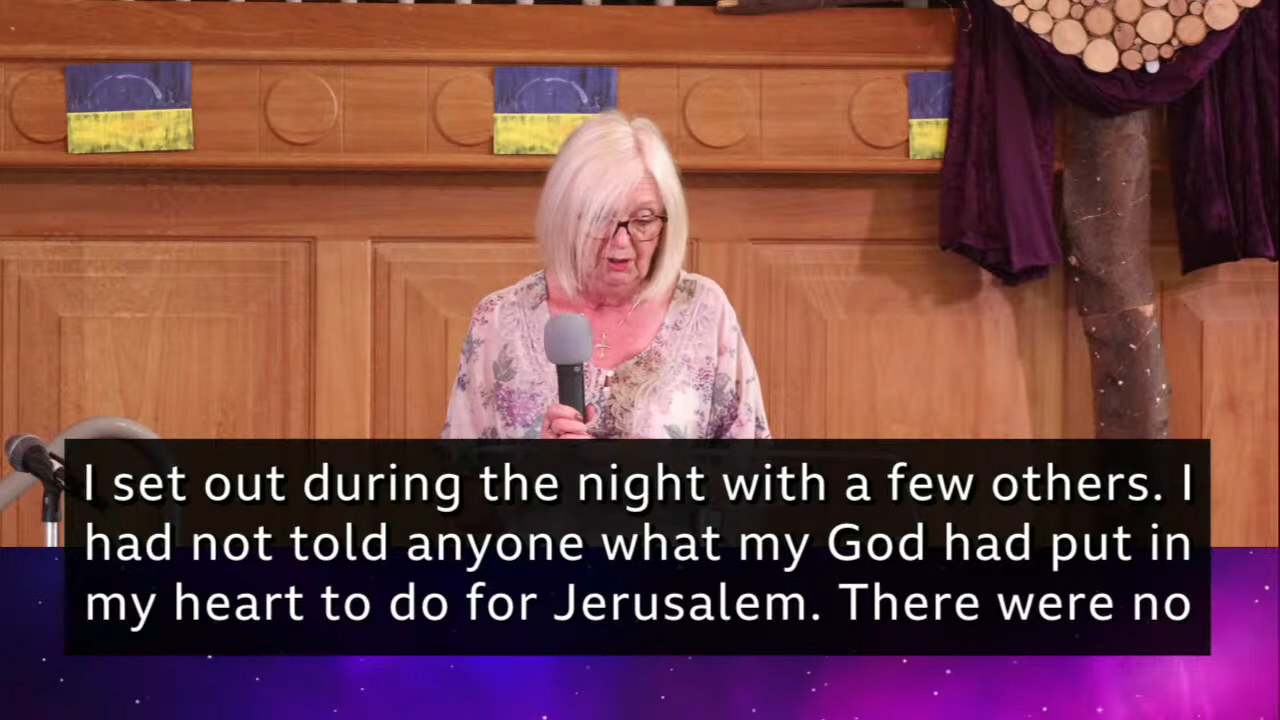 I set out during the night with a few others. I
had not told anyone what my God had put in
my heart to do for Jerusalem. There were no